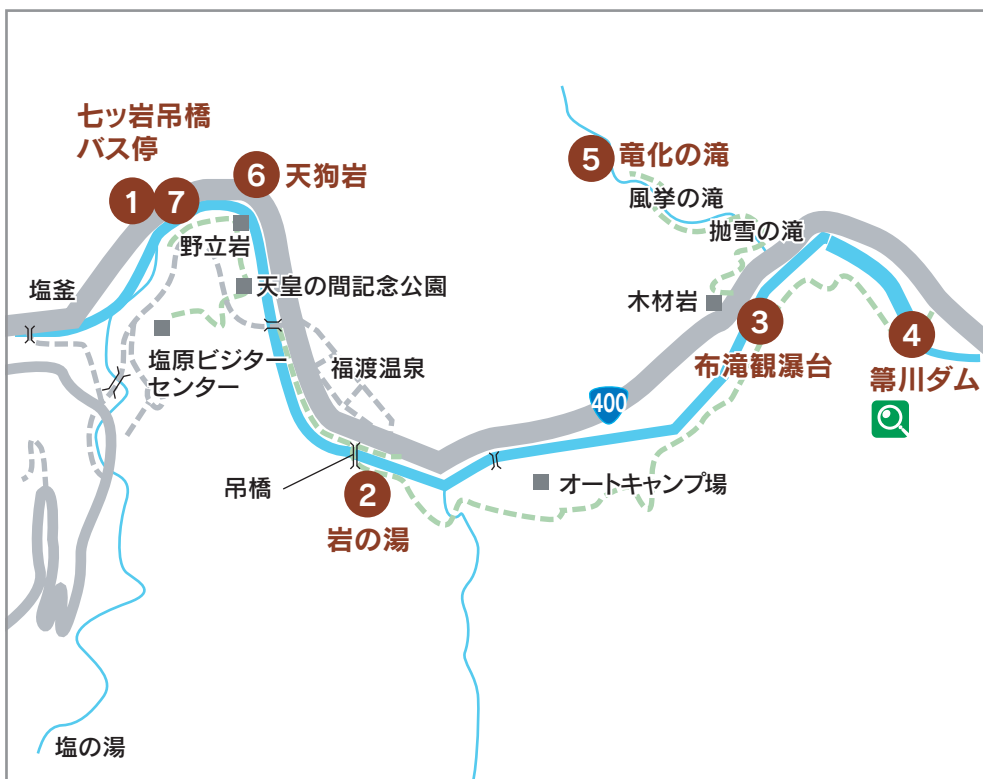 七ッ岩吊橋
バス停
1
7
6
天狗岩
5
竜化の滝
風挙の滝
抛雪の滝
野立岩
塩釜
天皇の間記念公園
木材岩
3
布滝観瀑台
4
箒川ダム
塩原ビジター
センター
福渡温泉
400
吊橋
2
岩の湯
オートキャンプ場
塩の湯